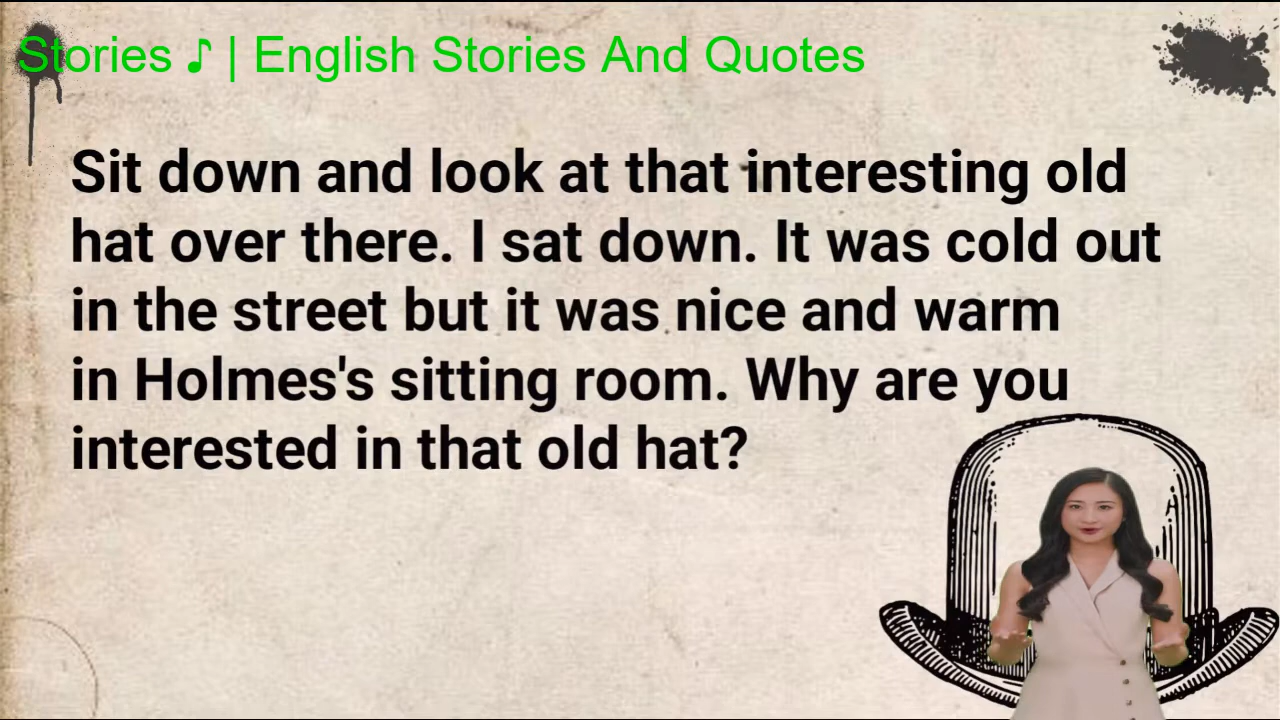 Stories ♪ | English Stories And Quotes
Sit down and look at that interesting old
hat over there. I sat down. It was cold out
in the street but it was nice and warm
in Holmes's sitting room. Why are you
interested in that old hat?